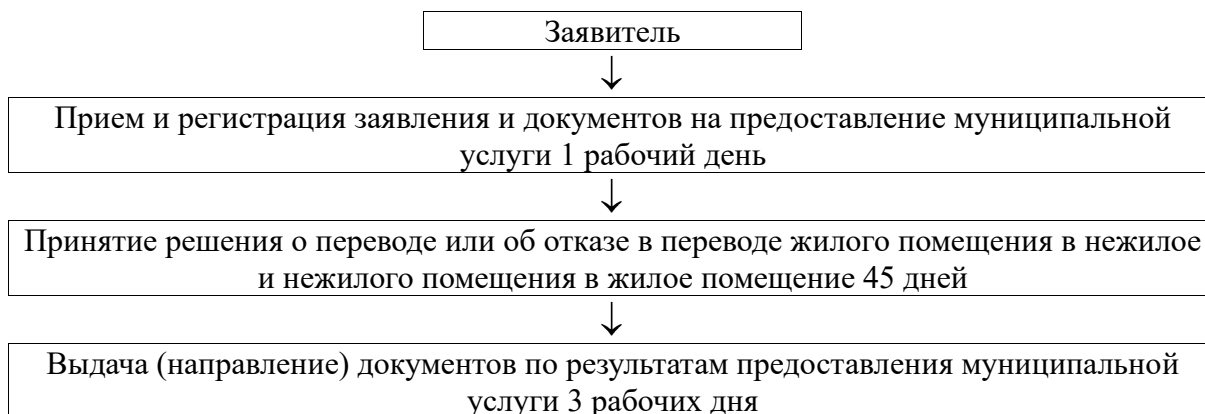 Заявитель
Прием и регистрация заявления и документов на предоставление муниципальной
услуги 1 рабочий день
Принятие решения о переводе или об отказе в переводе жилого помещения в нежилое
и нежилого помещения в жилое помещение 45 дней
Выдача (направление) документов по результатам предоставления муниципальной
услуги 3 рабочих дня